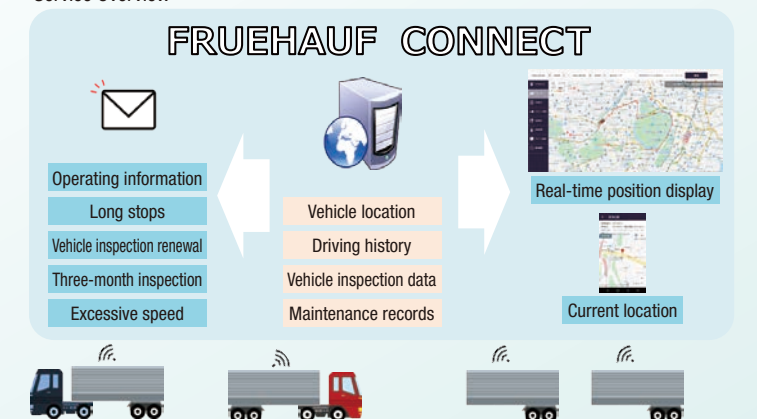 FRUEHAUF CONNECT
Operating information
Long stops
Vehicle inspection renewal
Three-month inspection
Excessive speed
Vehicle location
Driving history
Vehicle inspection data
Maintenance records
Real-time position display
Current location